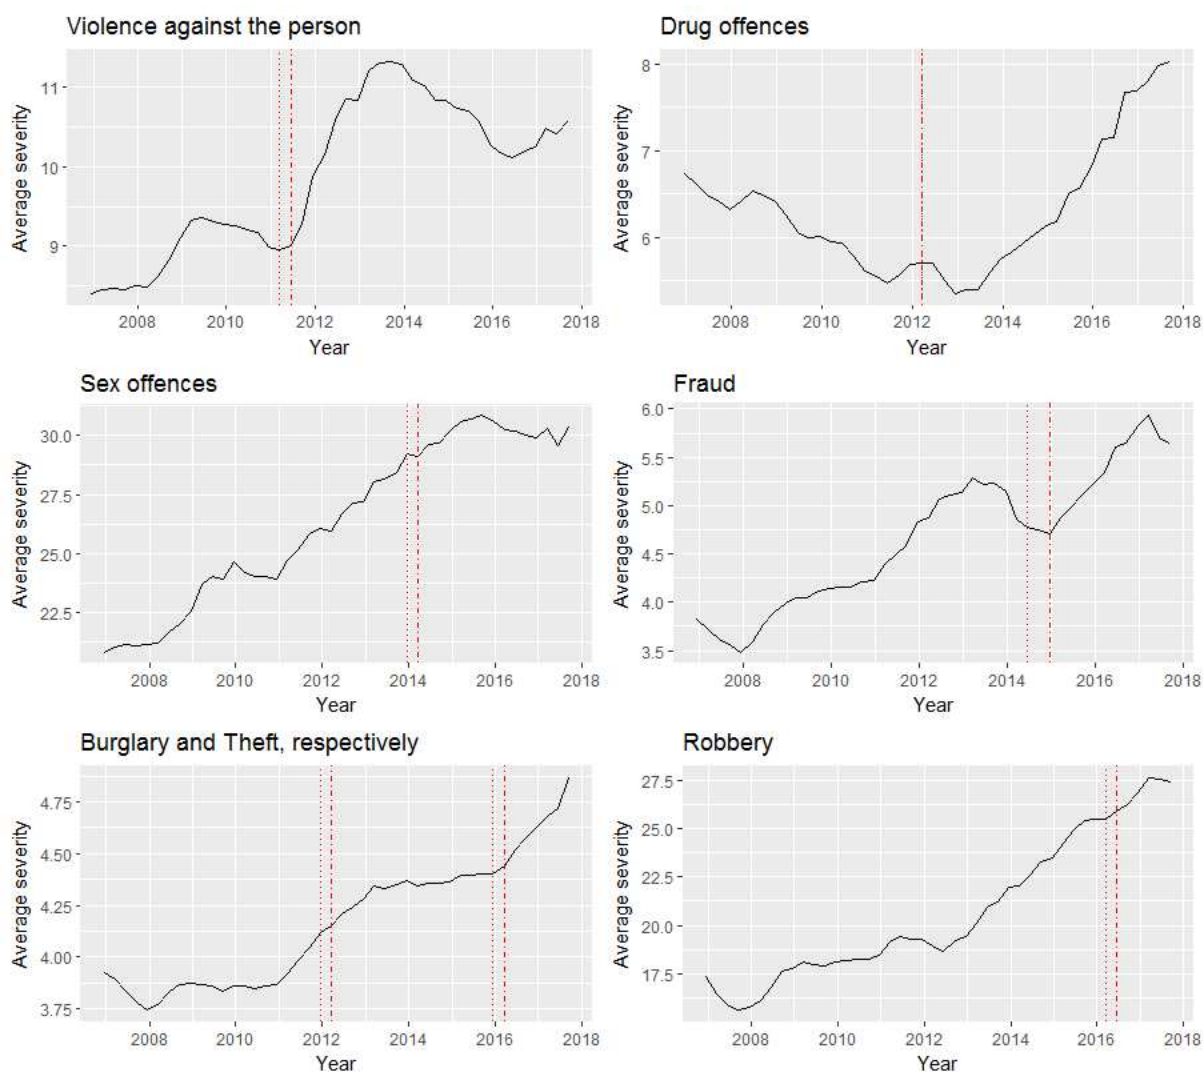 Violence against the person
Average severity
11
10
9
2008 2010 2012 2014 2016 2018
Year
Drug offences
Average severity
8
7
6
2008 2010 2012 2014 2016 2018
Year
Sex offences
Average severity
30.0
27.5
25.0
22.5
2008 2010 2012 2014 2016 2018
Year
Fraud
Average severity
6.0
5.5
5.0
4.5
4.0
3.5
2008 2010 2012 2014 2016 2018
Year
Burglary and Theft, respectively
Average severity
4.75
4.50
4.25
4.00
3.75
2008 2010 2012 2014 2016 2018
Year
Robbery
Average severity
27.5
25.0
22.5
20.0
17.5
2008 2010 2012 2014 2016 2018
Year